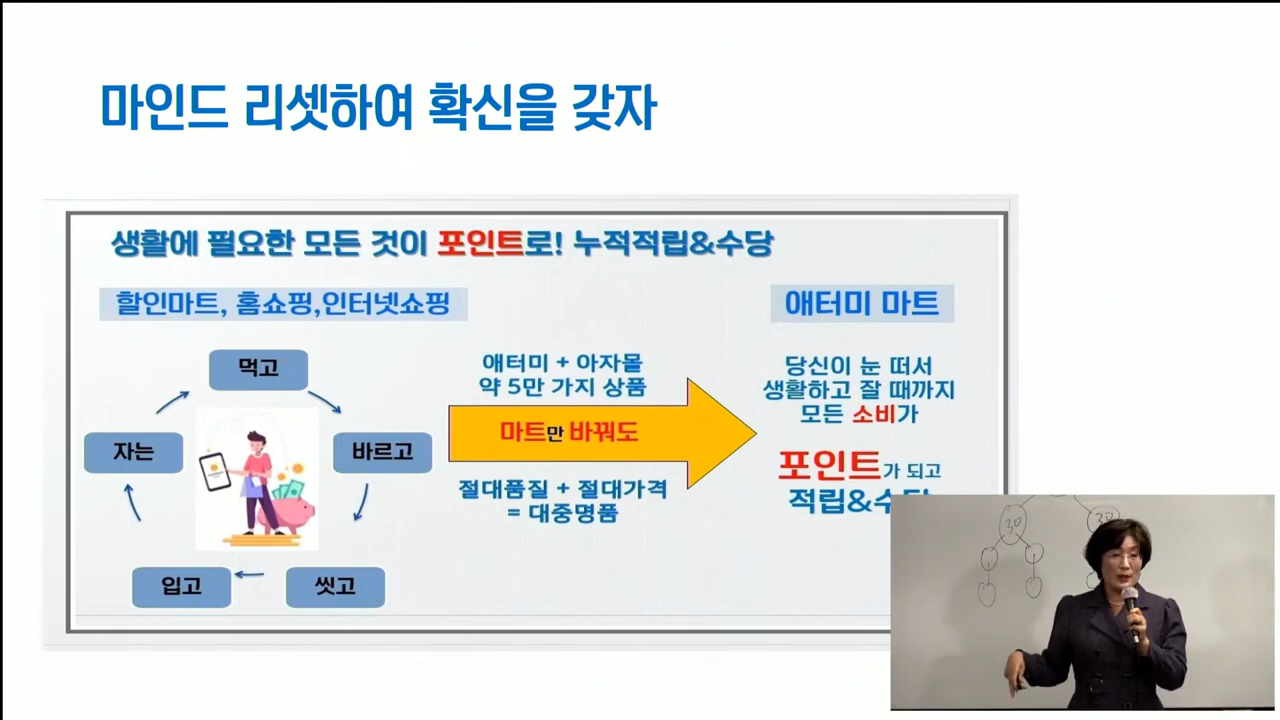 마인드 리셋하여 확신을 갖자
생활에 필요한 모든 것이 포인트로! 누적적립&수당
할인마트, 홈쇼핑,인터넷쇼핑
애터미 마트
먹고
바르고
씻고
입고
자는
애터미 + 아자몰
약 5만 가지 상품
마트만 바꿔도
절대품질 + 절대가격
= 대중명품
당신이 눈 떠서
생활하고 잘 때까지
모든 소비가
포인트가 되고
적립&수당
30
30